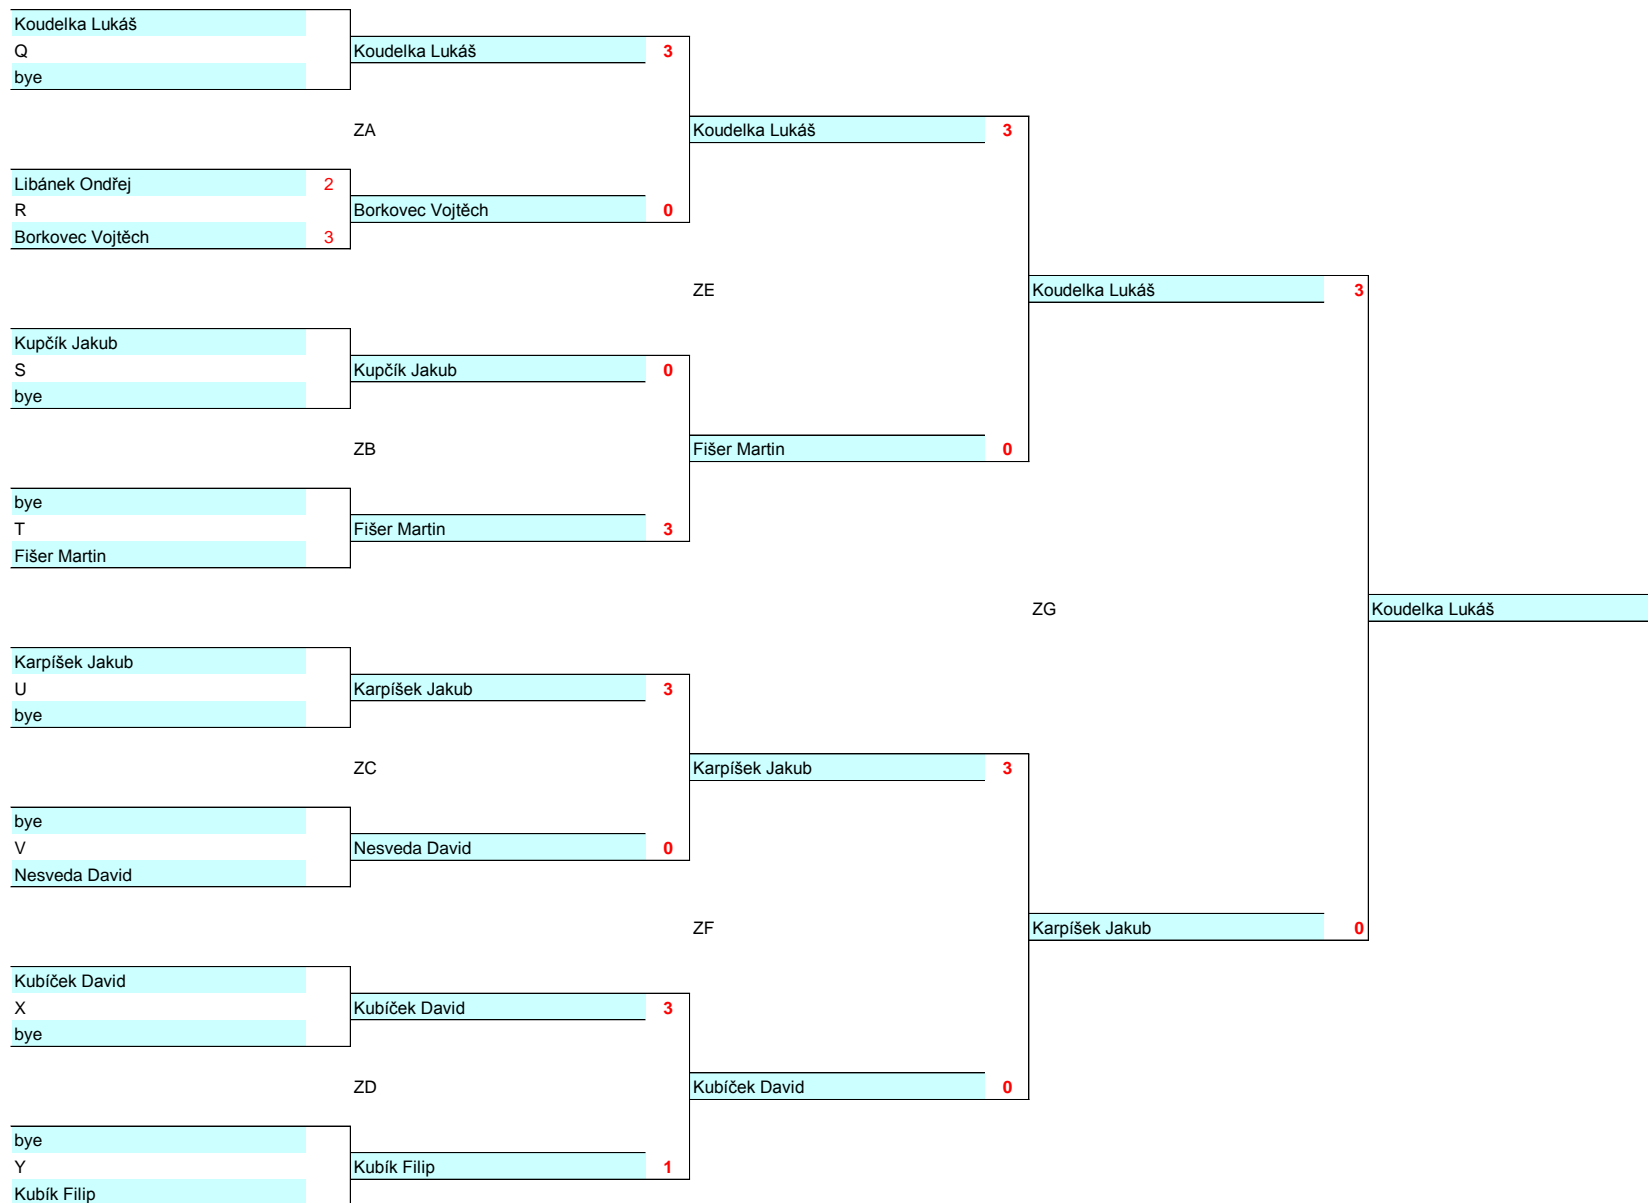 Koudelka Lukáš
Q
Koudelka Lukáš 3
bye
ZA
Koudelka Lukáš 3
Libánek Ondřej 2
R
Borkovec Vojtěch 0
Borkovec Vojtěch 3
ZE
Koudelka Lukáš 3
Kupčík Jakub
S
Kupčík Jakub 0
bye
ZB
Fišer Martin 0
bye
T
Fišer Martin 3
Fišer Martin
ZG
Koudelka Lukáš
Karpíšek Jakub
U
Karpíšek Jakub 3
bye
ZC
Karpíšek Jakub 3
bye
V
Nesveda David 0
Nesveda David
ZF
Karpíšek Jakub 0
Kubíček David
X
Kubíček David 3
bye
ZD
Kubíček David 0
bye
Y
Kubík Filip 1
Kubík Filip